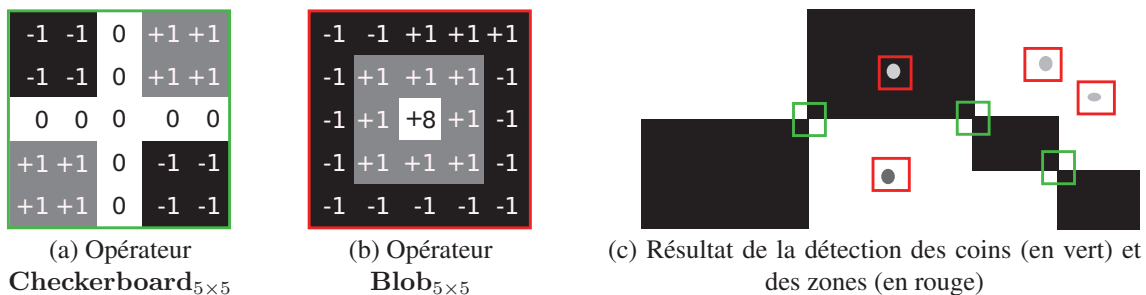 -1 -1 0 +1 +1
-1 -1 0 +1 +1
0 0 0 0 0
+1 +1 0 -1 -1
+1 +1 0 -1 -1
(a) Opérateur
Checkerboard5×5
-1 -1 +1 +1 +1
-1 +1 +1 +1 -1
-1 +1 +8 +1 -1
-1 +1 +1 +1 -1
-1 -1 -1 -1 -1
(b) Opérateur
Blob5×5
(c) Résultat de la détection des coins (en vert) et
des zones (en rouge)